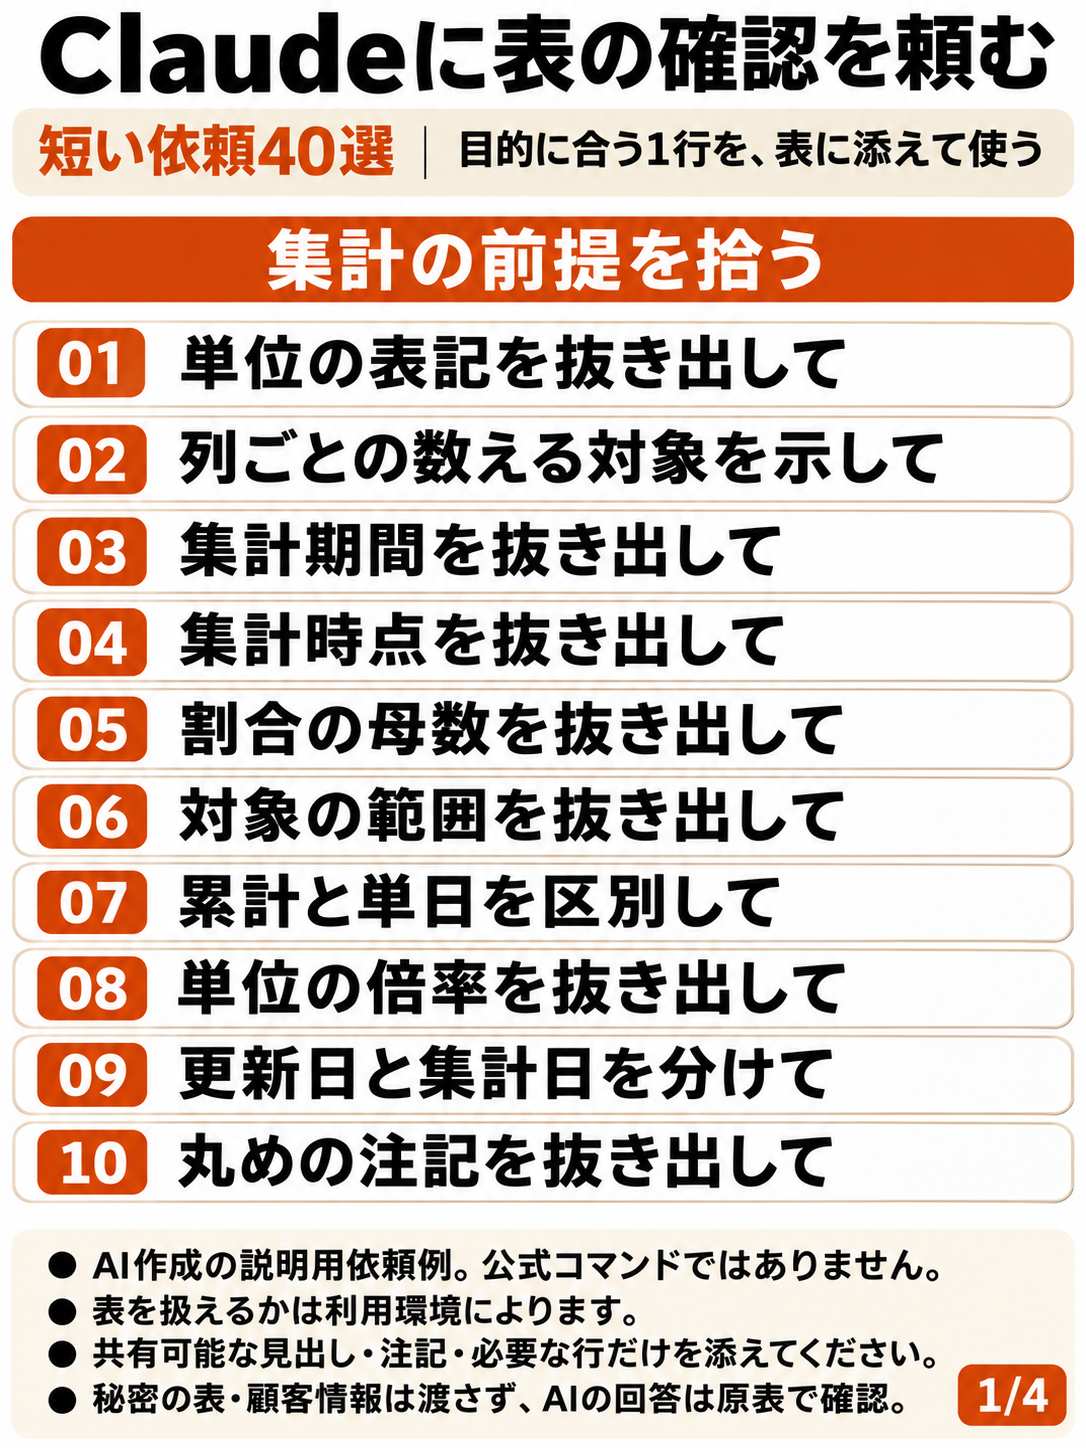 Claudeに表の確認を頼む
短い依頼40選 | 目的に合う1行を、表に添えて使う
集計の前提を拾う
01 単位の表記を抜き出して
02 列ごとの数える対象を示して
03 集計期間を抜き出して
04 集計時点を抜き出して
05 割合の母数を抜き出して
06 対象の範囲を抜き出して
07 累計と単日を区別して
08 単位の倍率を抜き出して
09 更新日と集計日を分けて
10 丸めの注記を抜き出して
● AI作成の説明用依頼例。公式コマンドではありません。
● 表を扱えるかは利用環境によります。
● 共有可能な見出し・注記・必要な行だけを添えてください。
● 秘密の表・顧客情報は渡さず、AIの回答は原表で確認。
1/4